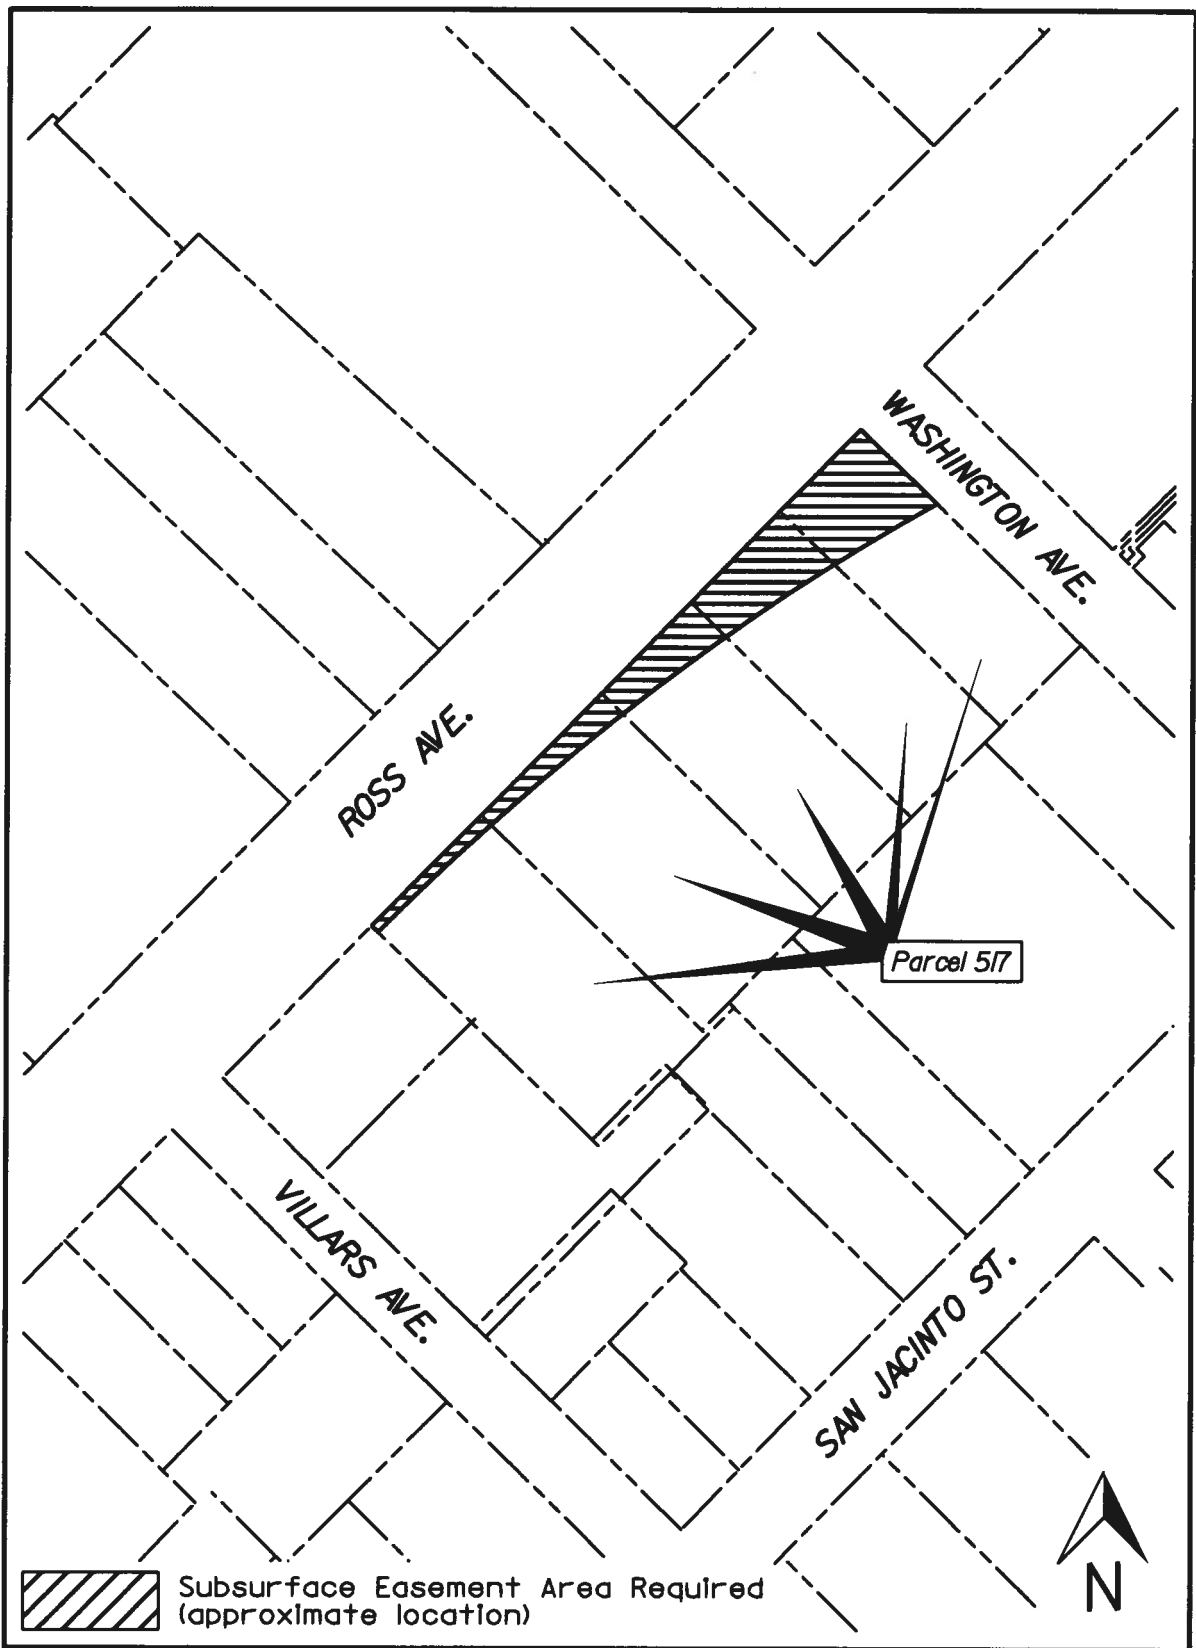 WASHINGTON AVE.
ROSS AVE.
Parcel 517
VILLARS AVE.
SAN JACINTO ST.
N
Subsurface Easement Area Required
(approximate location)